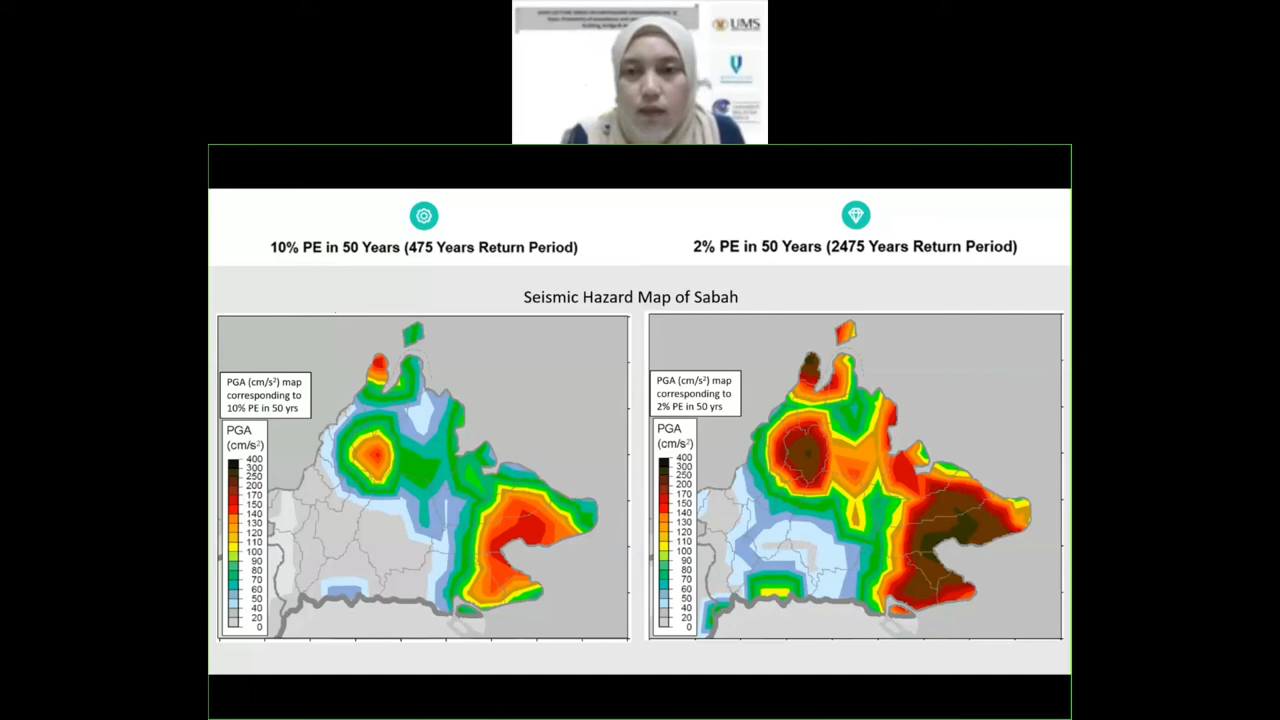 UMS
10% PE in 50 Years (475 Years Return Period)
2% PE in 50 Years (2475 Years Return Period)
Seismic Hazard Map of Sabah
PGA (cm/s²) map
corresponding to
10% PE in 50 yrs
PGA
(cm/s²)
400
300
250
200
170
150
140
130
120
110
100
90
80
70
60
50
40
20
0
PGA (cm/s²) map
corresponding to
2% PE in 50 yrs
PGA
(cm/s²)
400
300
250
200
170
150
140
130
120
110
100
90
80
70
60
50
40
20
0